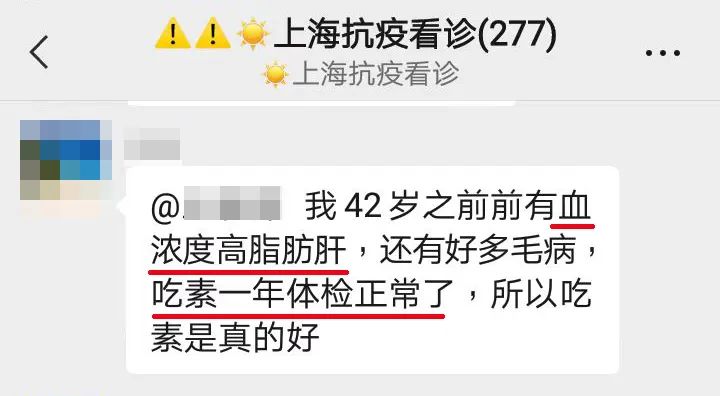 ⚠️⚠️☀️上海抗疫看诊(277)
☀️上海抗疫看诊
@ 我42岁之前前有血
浓度高脂肪肝，还有好多毛病，
吃素一年体检正常了，所以吃
素是真的好